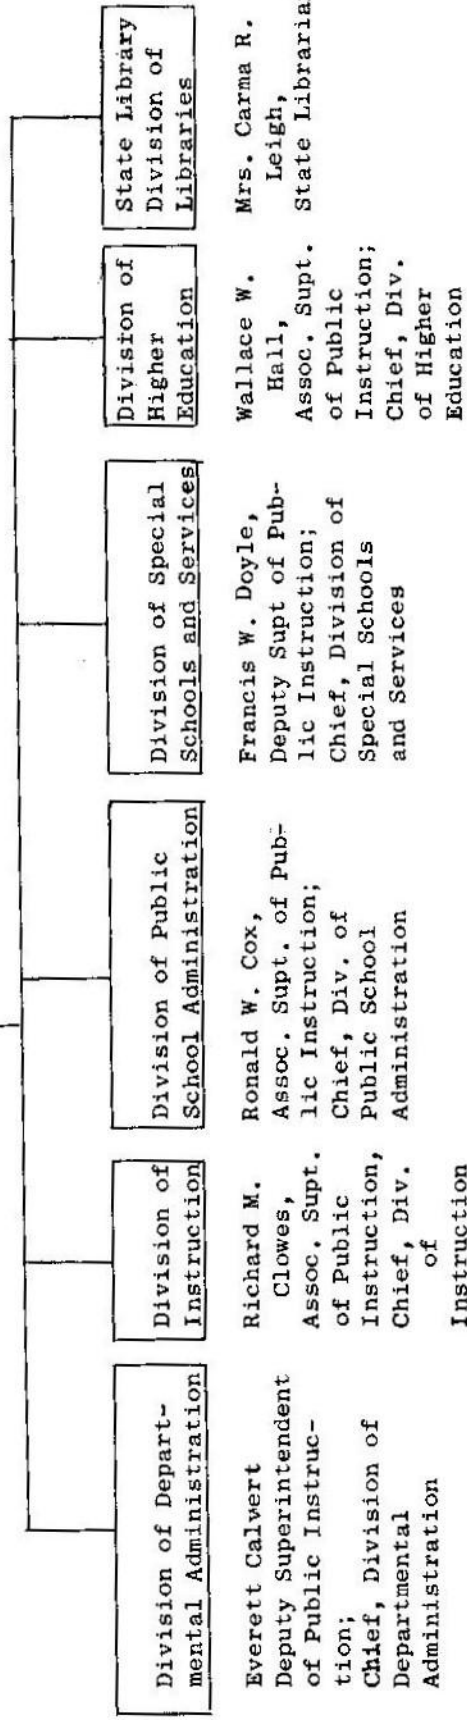 Division of Depart-
mental Administration
Everett Calvert
Deputy Superintendent
of Public Instruc-
tion;
Chief, Division of
Departmental
Administration
Division of
Instruction
Richard M.
Clowes,
Assoc. Supt.
of Public
Instruction,
Chief, Div.
of
Instruction
Division of Public
School Administration
Ronald W. Cox,
Assoc. Supt. of Pub-
lic Instruction;
Chief, Div. of
Public School
Administration
Division of Special
Schools and Services
Francis W. Doyle,
Deputy Supt of Pub-
lic Instruction;
Chief, Division of
Special Schools
and Services
Division of
Higher
Education
Wallace W.
Hall,
Assoc. Supt.
of Public
Instruction;
Chief, Div.
of Higher
Education
State Library
Division of
Libraries
Mrs. Carma R.
Leigh,
State Libraria